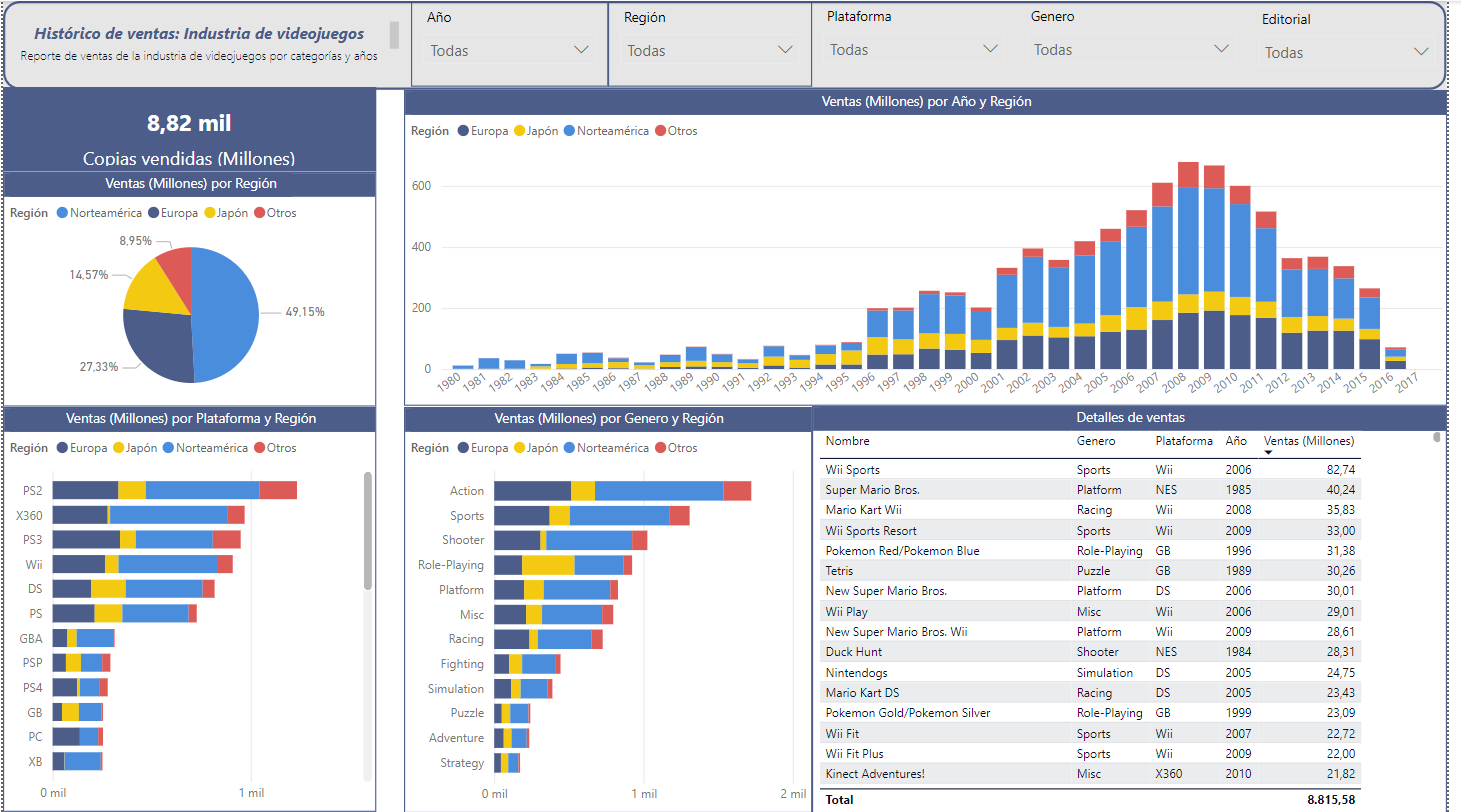 Histórico de ventas: Industria de videojuegos
Reporte de ventas de la industria de videojuegos por categorías y años
Año
Todas
Región
Todas
Plataforma
Todas
Genero
Todas
Editorial
Todas
8,82 mil
Copias vendidas (Millones)
Ventas (Millones) por Región
Región Norteamérica Europa Japón Otros
8,95%
14,57%
49,15%
27,33%
Ventas (Millones) por Año y Región
Región Europa Japón Norteamérica Otros
600
400
200
0
1980 1981 1982 1983 1984 1985 1986 1987 1988 1989 1990 1991 1992 1993 1994 1995 1996 1997 1998 1999 2000 2001 2002 2003 2004 2005 2006 2007 2008 2009 2010 2011 2012 2013 2014 2015 2016 2017
Ventas (Millones) por Plataforma y Región
Región Europa Japón Norteamérica Otros
PS2
X360
PS3
Wii
DS
PS
GBA
PSP
PS4
GB
PC
XB
0 mil 1 mil
Ventas (Millones) por Genero y Región
Región Europa Japón Norteamérica Otros
Action
Sports
Shooter
Role-Playing
Platform
Misc
Racing
Fighting
Simulation
Puzzle
Adventure
Strategy
0 mil 1 mil 2 mil
Detalles de ventas
Nombre Genero Plataforma Año Ventas (Millones)
Wii Sports Sports Wii 2006 82,74
Super Mario Bros. Platform NES 1985 40,24
Mario Kart Wii Racing Wii 2008 35,83
Wii Sports Resort Sports Wii 2009 33,00
Pokemon Red/Pokemon Blue Role-Playing GB 1996 31,38
Tetris Puzzle GB 1989 30,26
New Super Mario Bros. Platform DS 2006 30,01
Wii Play Misc Wii 2006 29,01
New Super Mario Bros. Wii Platform Wii 2009 28,61
Duck Hunt Shooter NES 1984 28,31
Nintendogs Simulation DS 2005 24,75
Mario Kart DS Racing DS 2005 23,43
Pokemon Gold/Pokemon Silver Role-Playing GB 1999 23,09
Wii Fit Sports Wii 2007 22,72
Wii Fit Plus Sports Wii 2009 22,00
Kinect Adventures! Misc X360 2010 21,82
Total 8.815,58